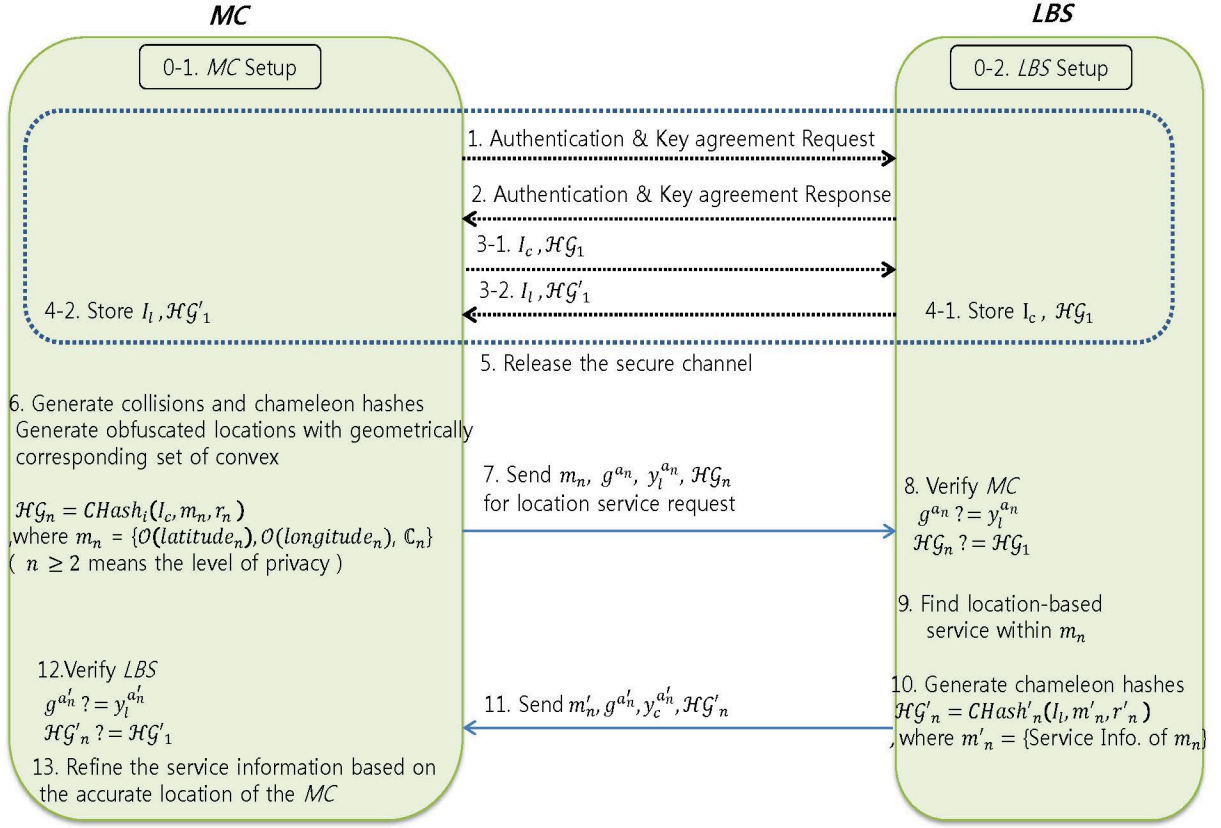 MC
LBS
0-1. MC Setup
0-2. LBS Setup
1. Authentication & Key agreement Request
2. Authentication & Key agreement Response
3-1. I_c , ℋ𝒢_1
3-2. I_l , ℋ𝒢'_1
4-2. Store I_l , ℋ𝒢'_1
4-1. Store I_c , ℋ𝒢_1
5. Release the secure channel
6. Generate collisions and chameleon hashes
Generate obfuscated locations with geometrically
corresponding set of convex
ℋ𝒢_n = CHash_i(I_c, m_n, r_n)
,where m_n = {𝒪(latitude_n), 𝒪(longitude_n), ℂ_n}
( n ≥ 2 means the level of privacy )
7. Send m_n, g^{a_n}, y_l^{a_n}, ℋ𝒢_n
for location service request
8. Verify MC
g^{a_n} ?= y_l^{a_n}
ℋ𝒢_n ?= ℋ𝒢_1
9. Find location-based
service within m_n
10. Generate chameleon hashes
ℋ𝒢'_n = CHash'_n(I_l, m'_n, r'_n)
,where m'_n = {Service Info. of m_n}
11. Send m'_n, g^{a'_n}, y_c^{a'_n}, ℋ𝒢'_n
12.Verify LBS
g^{a'_n} ?= y_l^{a'_n}
ℋ𝒢'_n ?= ℋ𝒢'_1
13. Refine the service information based on
the accurate location of the MC